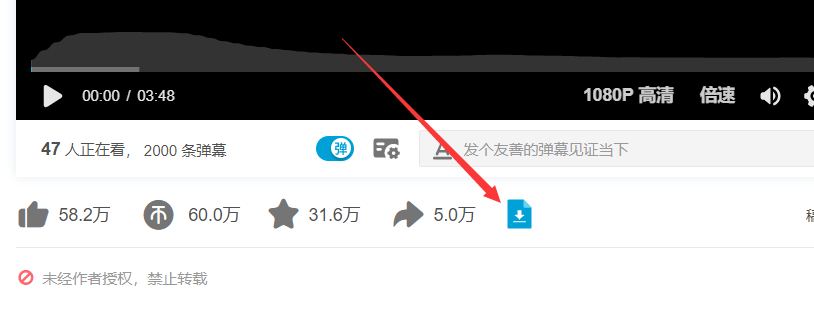 00:00 / 03:48 1080P 高清 倍速
47 人正在看， 2000 条弹幕 弹 发个友善的弹幕见证当下
58.2万 60.0万 31.6万 5.0万 稿
未经作者授权，禁止转载